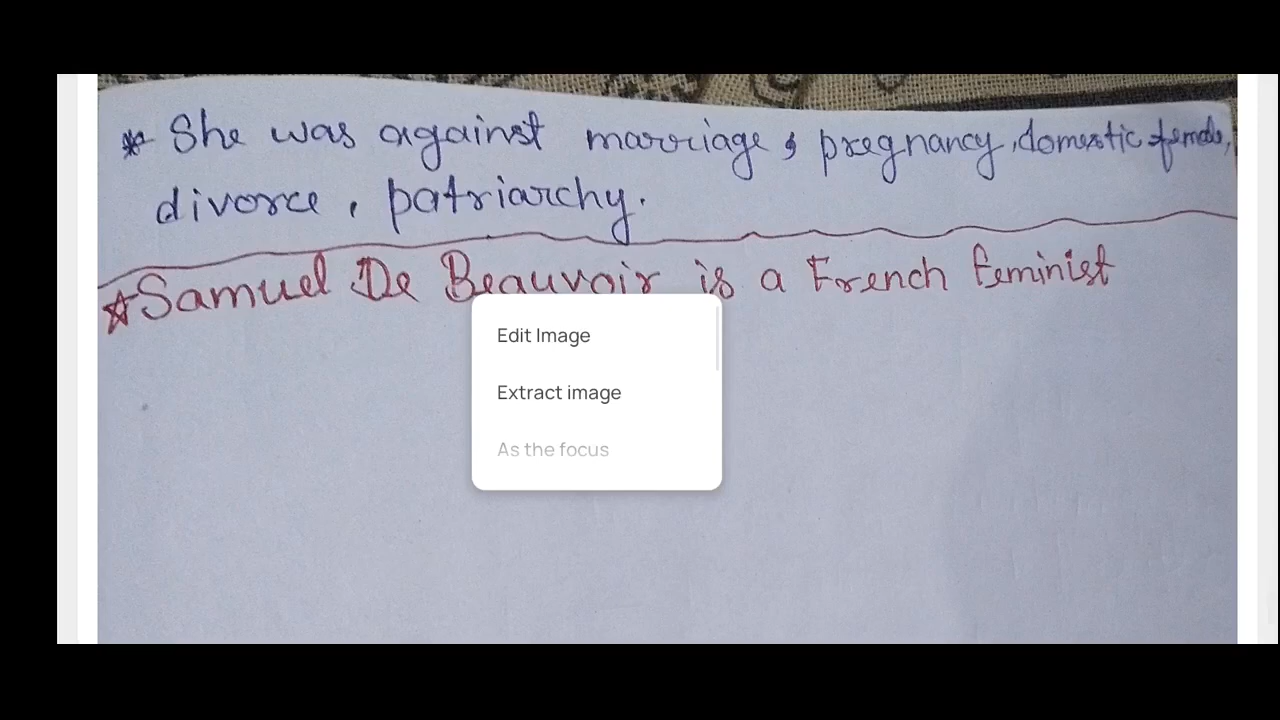 * She was against marriage, pregnancy, domestic female,
divorce, patriarchy.
☆ Samuel De Beauvoir is a French feminist
Edit Image
Extract image
As the focus